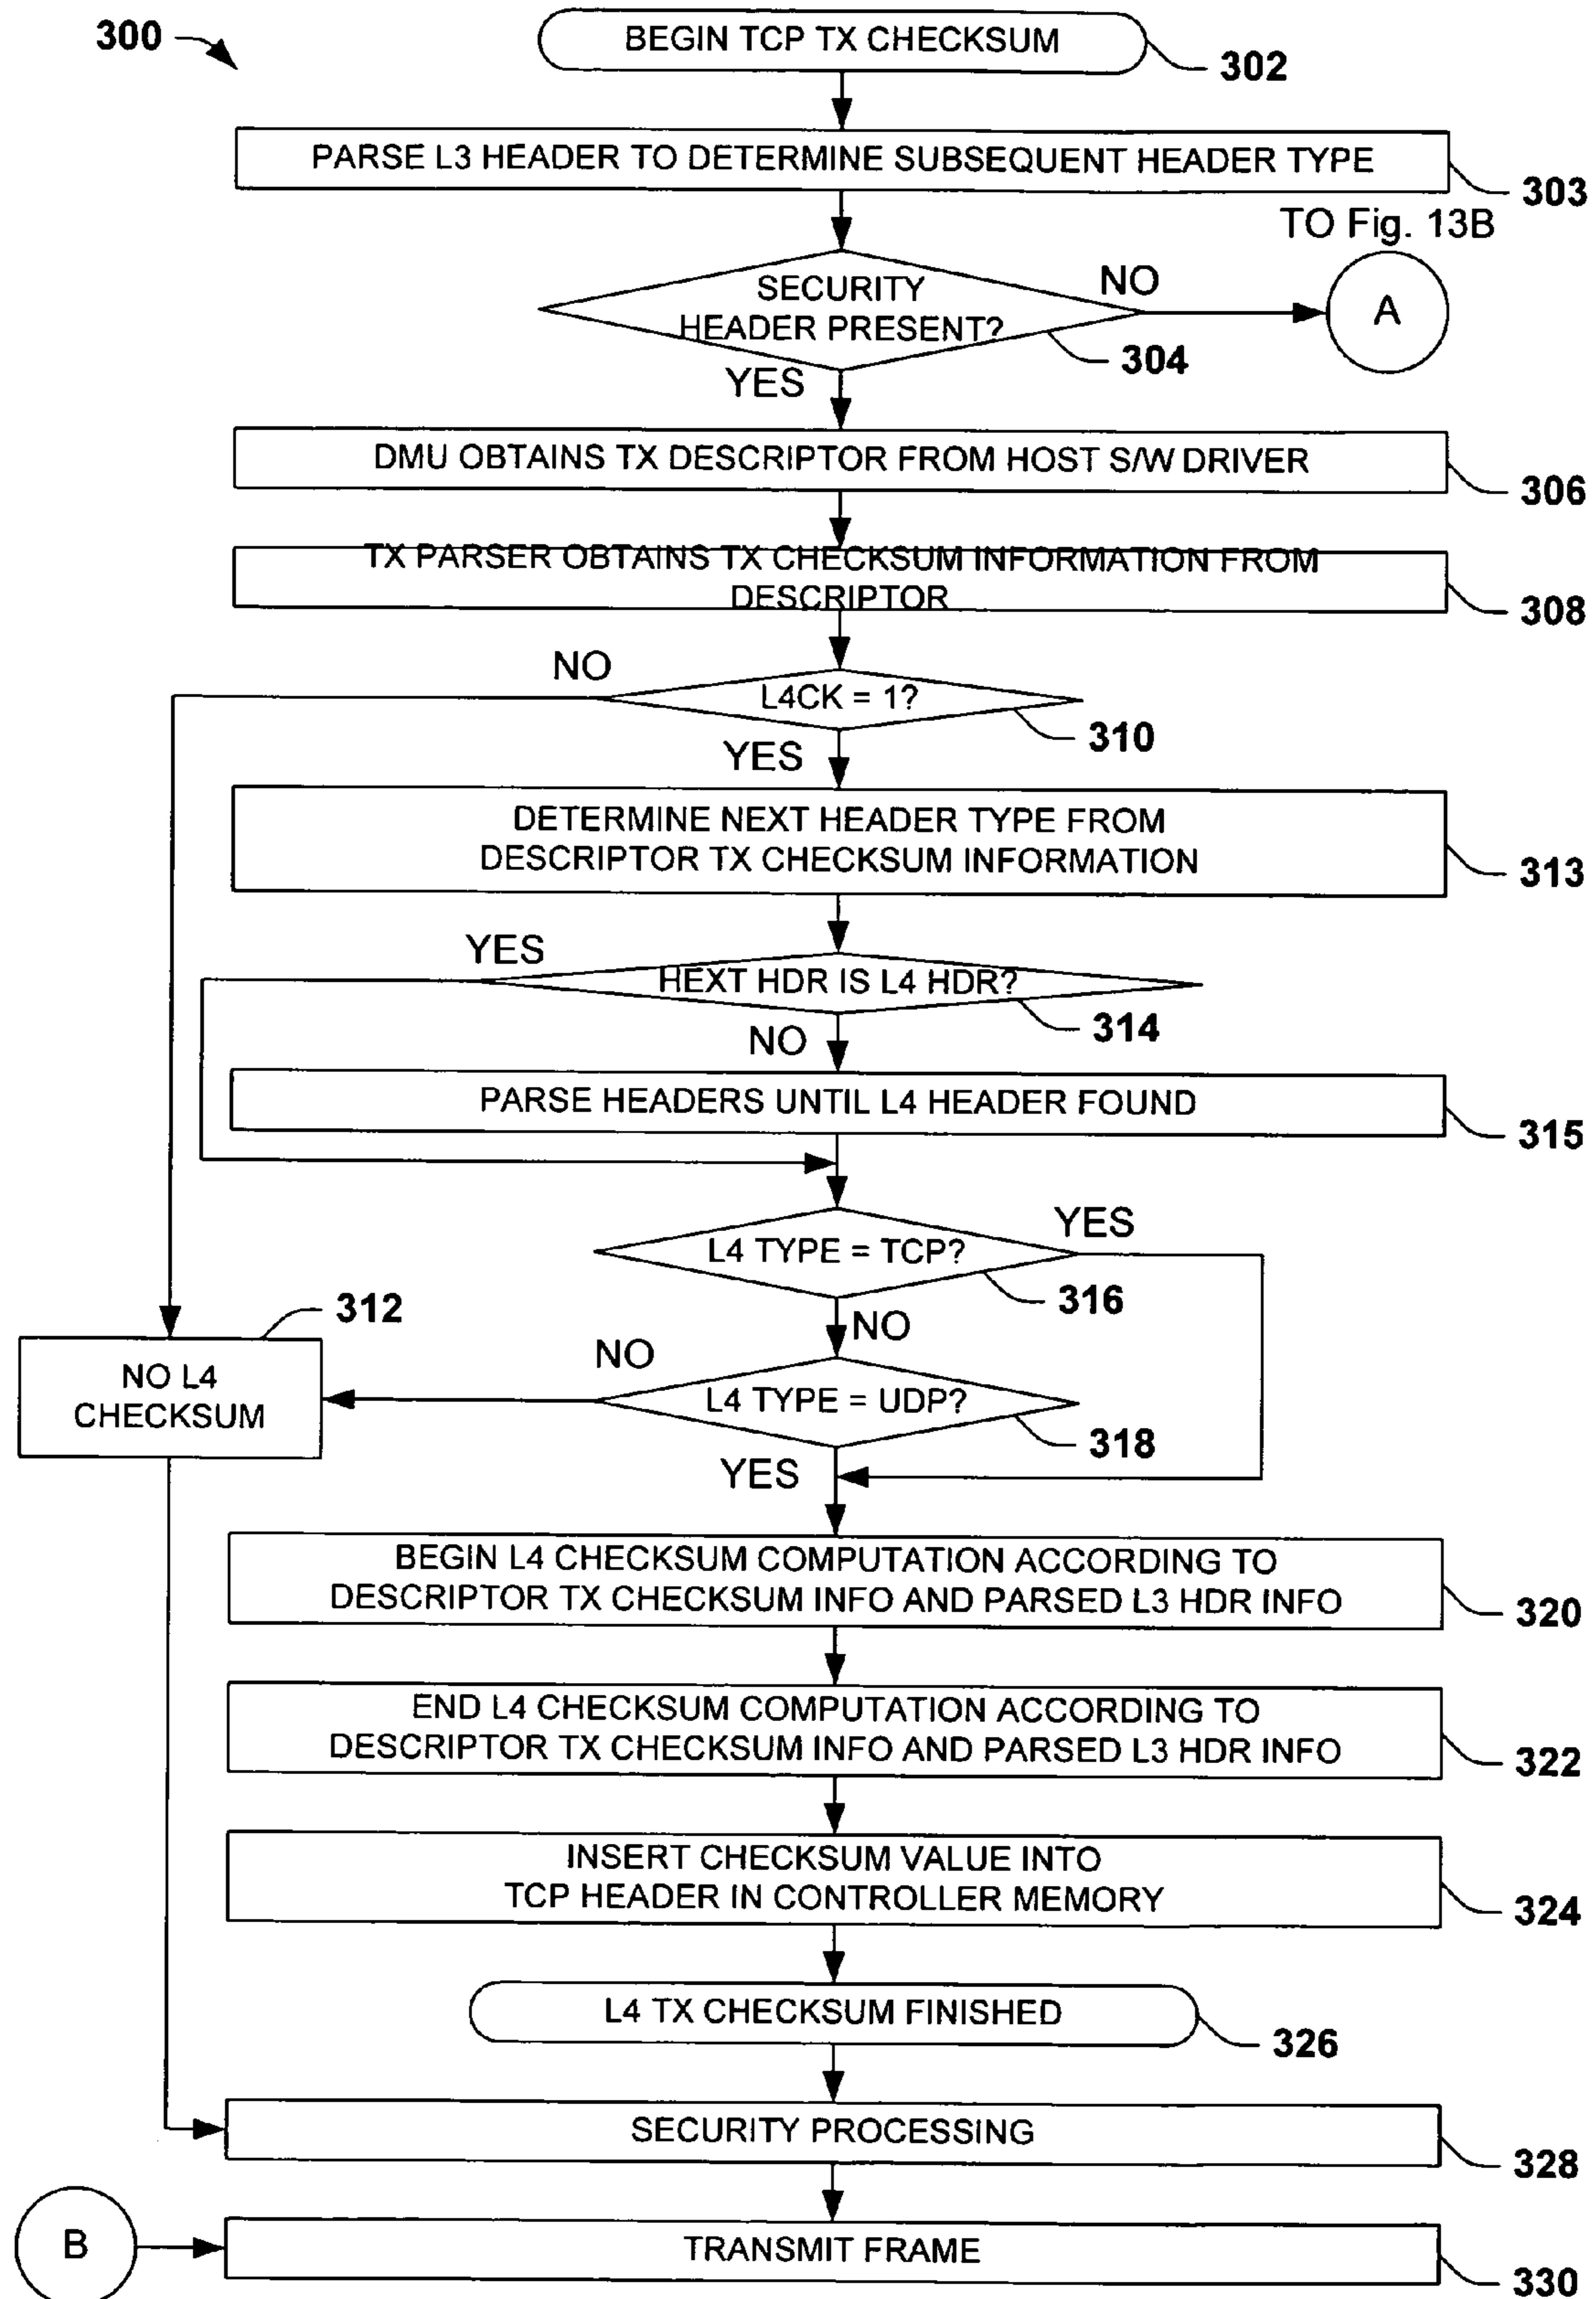 300
BEGIN TCP TX CHECKSUM
302
PARSE L3 HEADER TO DETERMINE SUBSEQUENT HEADER TYPE
303
TO Fig. 13B
SECURITY
HEADER PRESENT?
NO
A
304
YES
DMU OBTAINS TX DESCRIPTOR FROM HOST S/W DRIVER
306
TX PARSER OBTAINS TX CHECKSUM INFORMATION FROM
DESCRIPTOR
308
NO
L4CK = 1?
310
YES
DETERMINE NEXT HEADER TYPE FROM
DESCRIPTOR TX CHECKSUM INFORMATION
313
YES
HEXT HDR IS L4 HDR?
314
NO
PARSE HEADERS UNTIL L4 HEADER FOUND
315
YES
L4 TYPE = TCP?
316
NO
312
NO L4
CHECKSUM
NO
L4 TYPE = UDP?
318
YES
BEGIN L4 CHECKSUM COMPUTATION ACCORDING TO
DESCRIPTOR TX CHECKSUM INFO AND PARSED L3 HDR INFO
320
END L4 CHECKSUM COMPUTATION ACCORDING TO
DESCRIPTOR TX CHECKSUM INFO AND PARSED L3 HDR INFO
322
INSERT CHECKSUM VALUE INTO
TCP HEADER IN CONTROLLER MEMORY
324
L4 TX CHECKSUM FINISHED
326
SECURITY PROCESSING
328
B
TRANSMIT FRAME
330